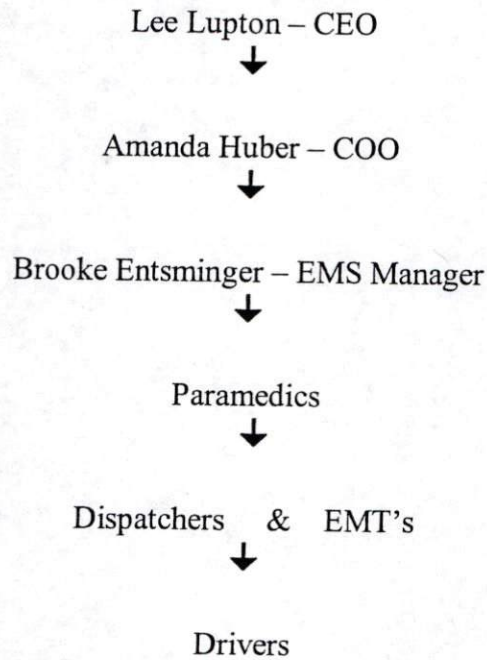 Lee Lupton – CEO
Amanda Huber – COO
Brooke Entsminger – EMS Manager
Paramedics
Dispatchers & EMT’s
Drivers